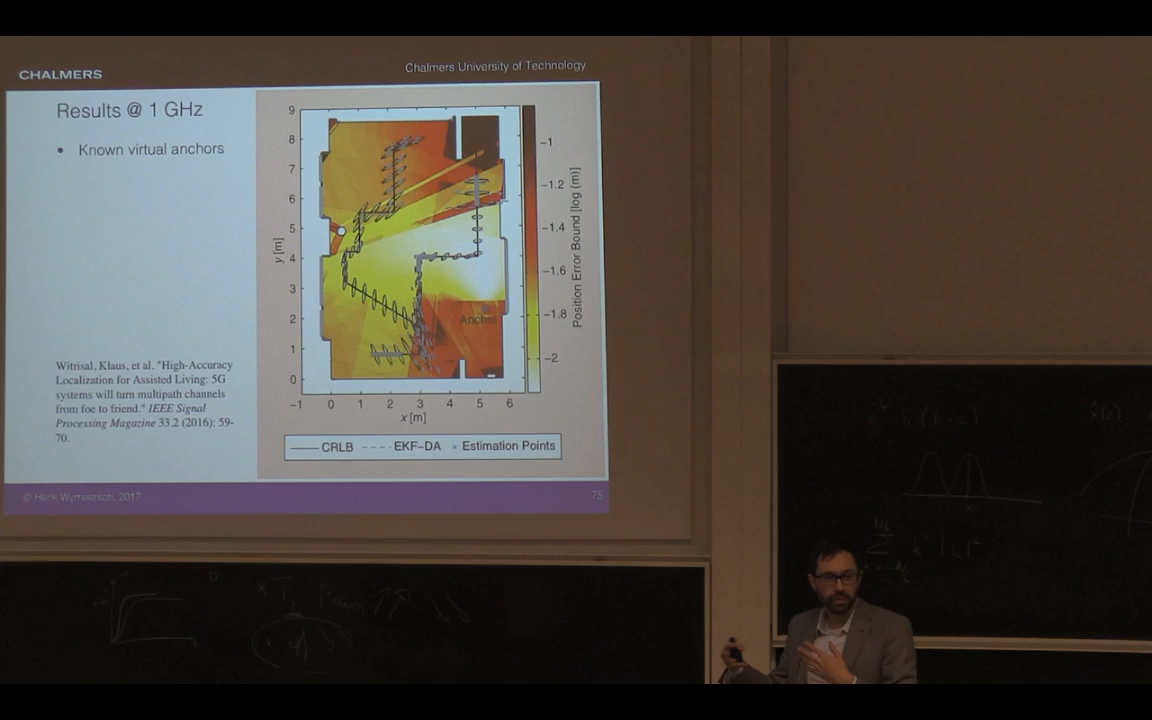 CHALMERS
Chalmers University of Technology
Results @ 1 GHz
• Known virtual anchors
Witrisal, Klaus, et al. "High-Accuracy
Localization for Assisted Living: 5G
systems will turn multipath channels
from foe to friend." IEEE Signal
Processing Magazine 33.2 (2016): 59-
70.
9
8
7
6
5
4
3
2
1
0
y [m]
−1
0
1
2
3
4
5
6
x [m]
Anchor
−1
−1.2
−1.4
−1.6
−1.8
−2
Position Error Bound [log (m)]
CRLB
EKF−DA
Estimation Points
© Henk Wymeersch, 2017
75